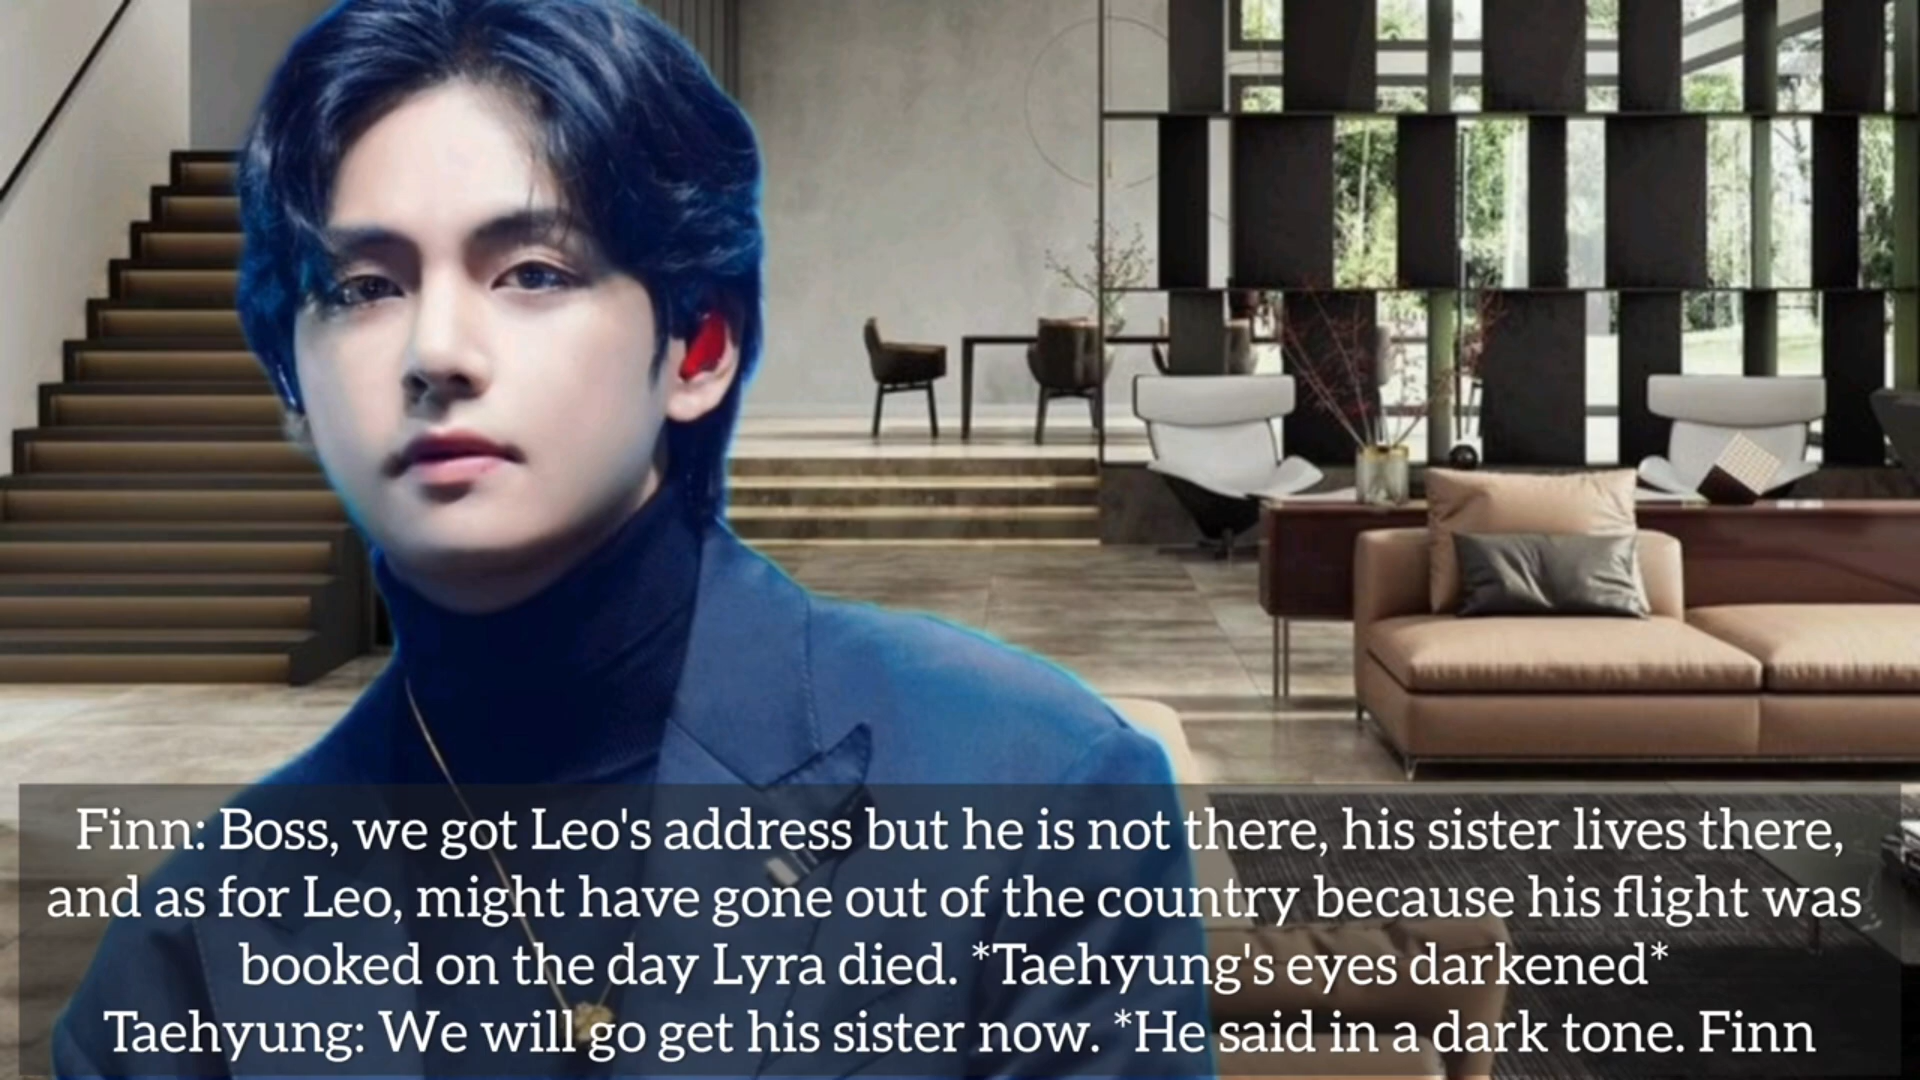 Finn: Boss, we got Leo's address but he is not there, his sister lives there,
and as for Leo, might have gone out of the country because his flight was
booked on the day Lyra died. *Taehyung's eyes darkened*
Taehyung: We will go get his sister now. *He said in a dark tone. Finn